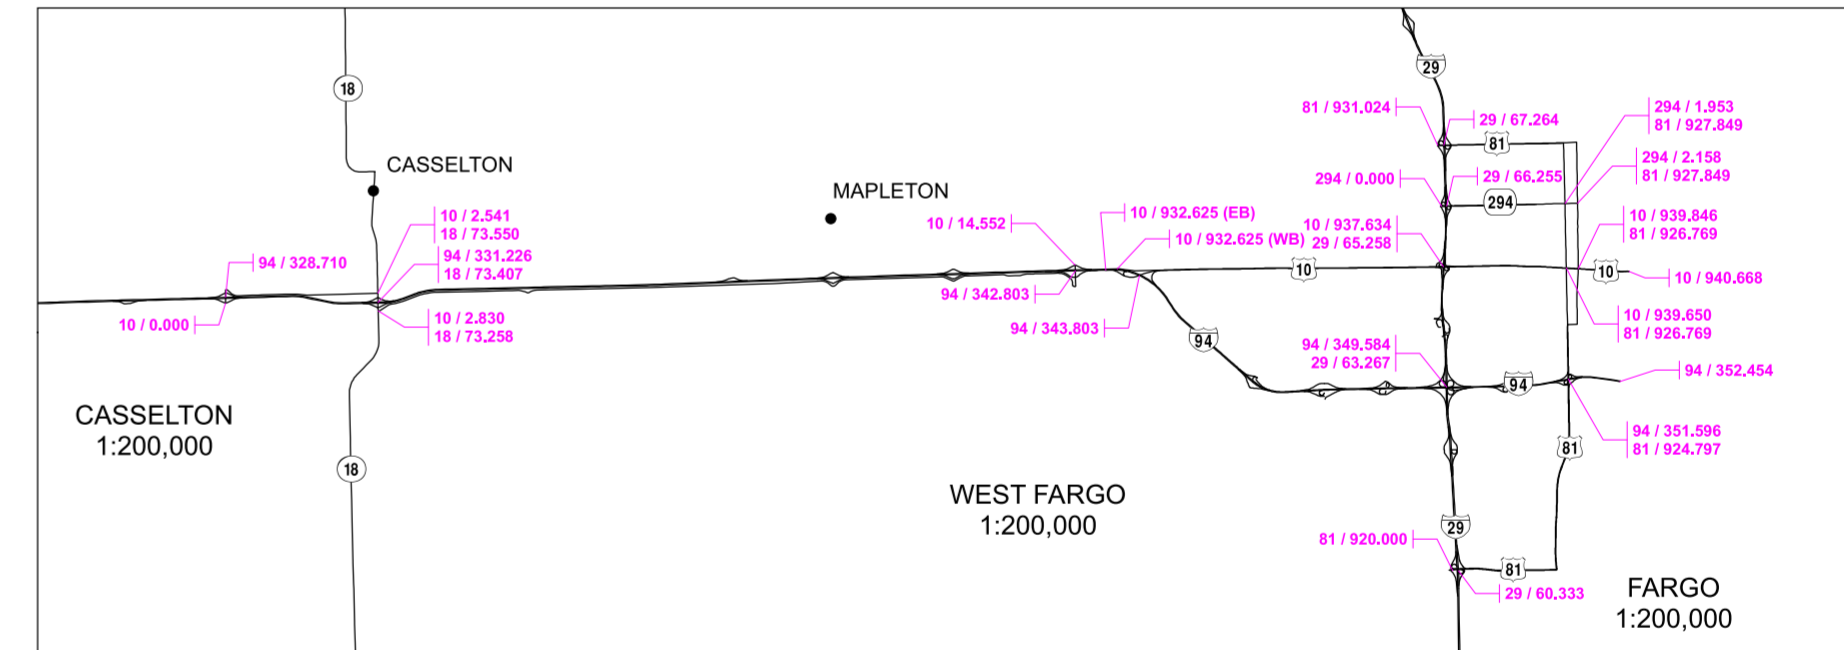 29
18
81 / 931.024
29 / 67.264
294 / 1.953
81 / 927.849
81
CASSELTON
MAPLETON
294 / 0.000
29 / 66.255
294 / 2.158
81 / 927.849
294
10 / 2.541
18 / 73.550
10 / 14.552
10 / 932.625 (EB)
10 / 932.625 (WB)
10 / 937.634
29 / 65.258
10 / 939.846
81 / 926.769
94 / 328.710
94 / 331.226
18 / 73.407
10
10
10 / 940.668
94 / 342.803
10 / 0.000
10 / 2.830
18 / 73.258
94 / 343.803
10 / 939.650
81 / 926.769
94
94 / 349.584
29 / 63.267
94
94 / 352.454
CASSELTON
1:200,000
94 / 351.596
81 / 924.797
81
18
WEST FARGO
1:200,000
29
81 / 920.000
81
29 / 60.333
FARGO
1:200,000